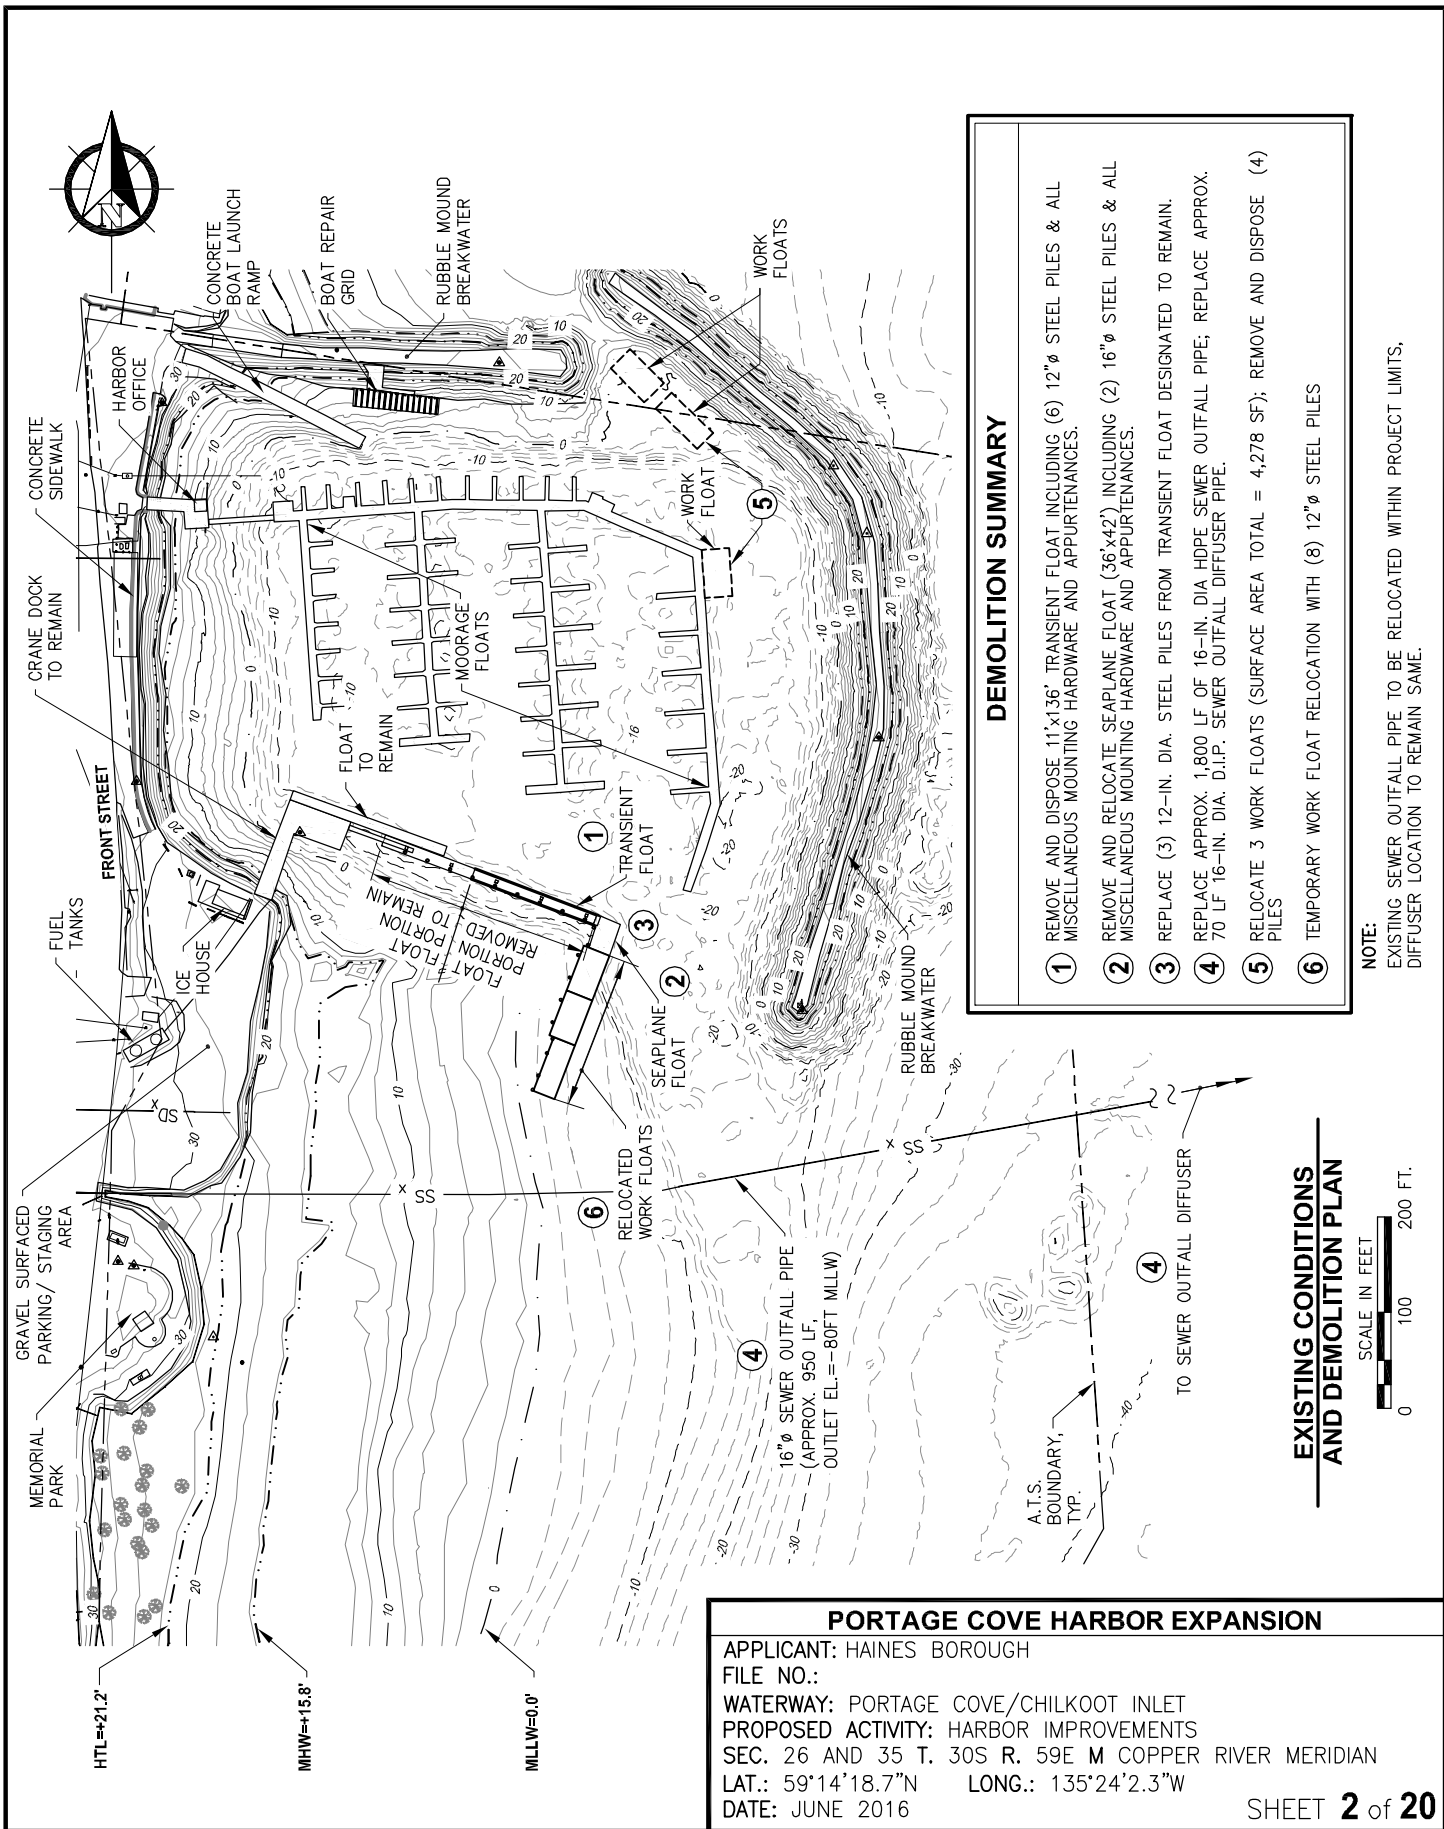 N
CONCRETE
SIDEWALK
HARBOR
OFFICE
CONCRETE
BOAT LAUNCH
RAMP
BOAT REPAIR
GRID
RUBBLE MOUND
BREAKWATER
WORK
FLOATS
CRANE DOCK
TO REMAIN
FRONT STREET
FLOAT
TO
REMAIN
MOORAGE
FLOATS
WORK
FLOAT
5
FUEL
TANKS
ICE
HOUSE
FLOAT
PORTION
REMOVED
FLOAT
PORTION
TO REMAIN
1
TRANSIENT
FLOAT
3
2
SEAPLANE
FLOAT
RUBBLE MOUND
BREAKWATER
GRAVEL SURFACED
PARKING/ STAGING
AREA
SD
SS
SS
6
RELOCATED
WORK FLOATS
MEMORIAL
PARK
4
16"ø SEWER OUTFALL PIPE
(APPROX. 950 LF,
OUTLET EL.=-80FT MLLW)
4
TO SEWER OUTFALL DIFFUSER
A.T.S.
BOUNDARY,
TYP.
HTL=+21.2'
MHW=+15.8'
MLLW=0.0'
DEMOLITION SUMMARY
1 REMOVE AND DISPOSE 11'x136' TRANSIENT FLOAT INCLUDING (6) 12"ø STEEL PILES & ALL
MISCELLANEOUS MOUNTING HARDWARE AND APPURTENANCES.
2 REMOVE AND RELOCATE SEAPLANE FLOAT (36'x42') INCLUDING (2) 16"ø STEEL PILES & ALL
MISCELLANEOUS MOUNTING HARDWARE AND APPURTENANCES.
3 REPLACE (3) 12-IN. DIA. STEEL PILES FROM TRANSIENT FLOAT DESIGNATED TO REMAIN.
4 REPLACE APPROX. 1,800 LF OF 16-IN. DIA HDPE SEWER OUTFALL PIPE; REPLACE APPROX.
70 LF 16-IN. DIA. D.I.P. SEWER OUTFALL DIFFUSER PIPE.
5 RELOCATE 3 WORK FLOATS (SURFACE AREA TOTAL = 4,278 SF); REMOVE AND DISPOSE (4)
PILES
6 TEMPORARY WORK FLOAT RELOCATION WITH (8) 12"ø STEEL PILES
NOTE:
EXISTING SEWER OUTFALL PIPE TO BE RELOCATED WITHIN PROJECT LIMITS,
DIFFUSER LOCATION TO REMAIN SAME.
EXISTING CONDITIONS
AND DEMOLITION PLAN
SCALE IN FEET
0 100 200 FT.
PORTAGE COVE HARBOR EXPANSION
APPLICANT: HAINES BOROUGH
FILE NO.:
WATERWAY: PORTAGE COVE/CHILKOOT INLET
PROPOSED ACTIVITY: HARBOR IMPROVEMENTS
SEC. 26 AND 35 T. 30S R. 59E M COPPER RIVER MERIDIAN
LAT.: 59°14'18.7"N LONG.: 135°24'2.3"W
DATE: JUNE 2016
SHEET 2 of 20